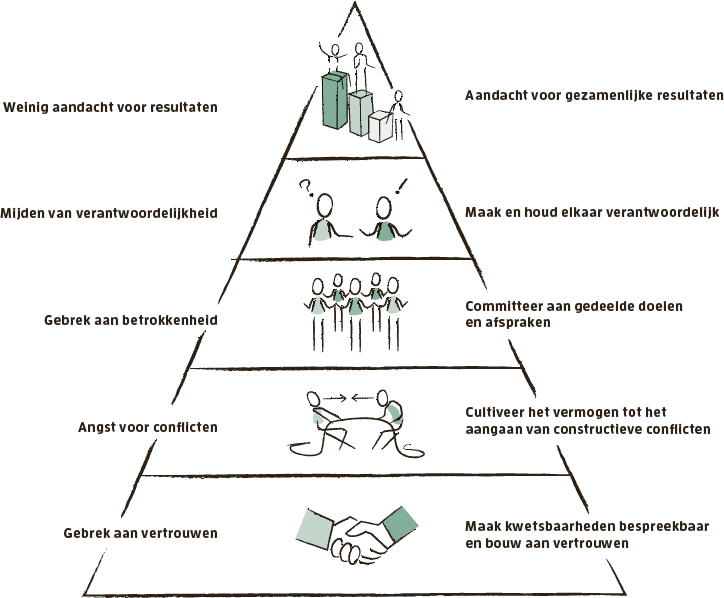 Weinig aandacht voor resultaten
Aandacht voor gezamenlijke resultaten
?
!
Mijden van verantwoordelijkheid
Maak en houd elkaar verantwoordelijk
Gebrek aan betrokkenheid
Committeer aan gedeelde doelen
en afspraken
Angst voor conflicten
Cultiveer het vermogen tot het
aangaan van constructieve conflicten
Gebrek aan vertrouwen
Maak kwetsbaarheden bespreekbaar
en bouw aan vertrouwen